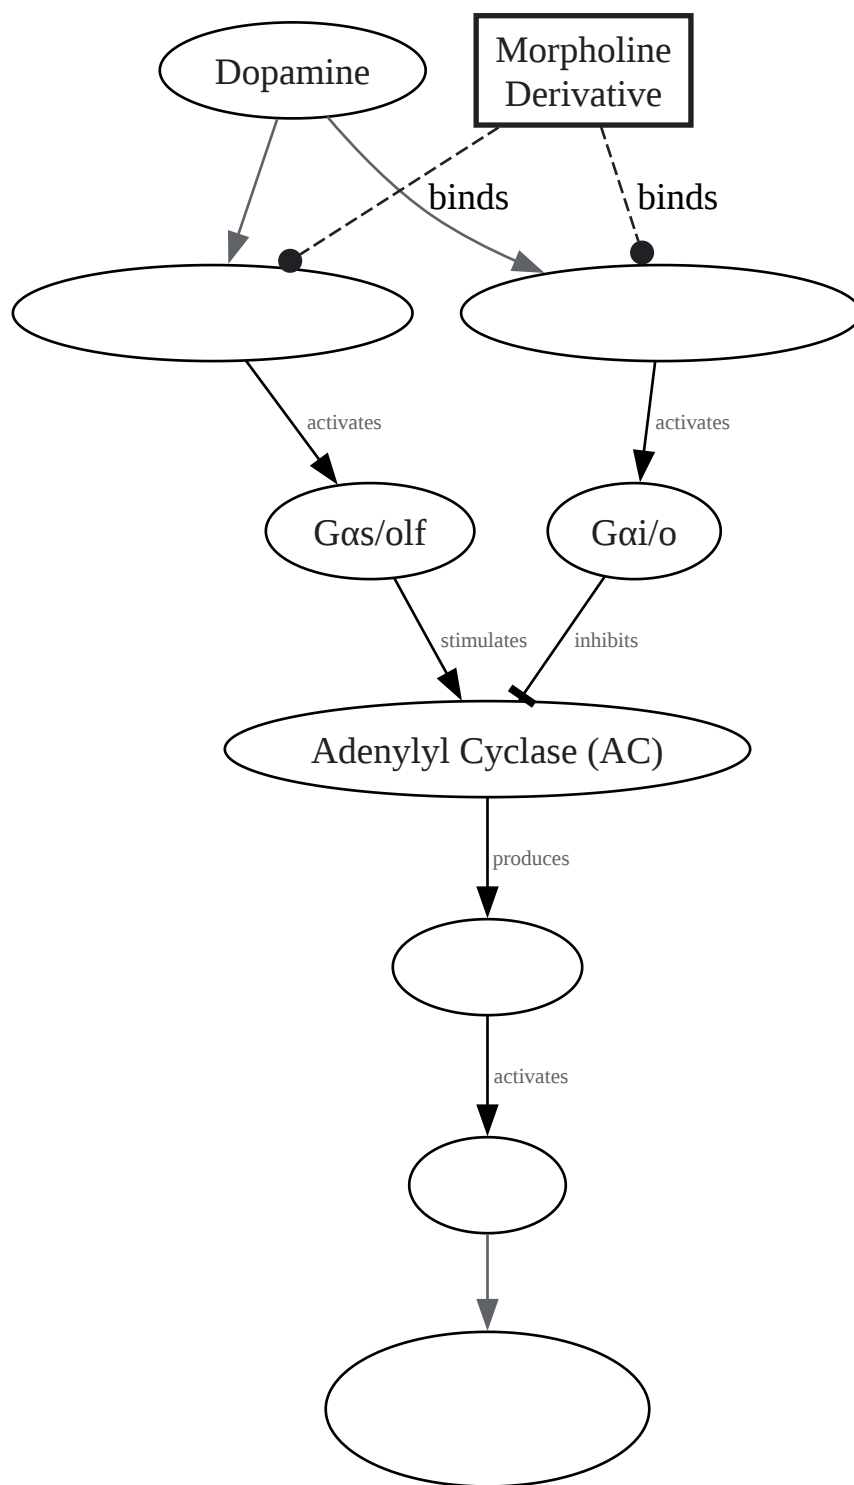 Dopamine
Morpholine
Derivative
binds
binds
activates
activates
Gαs/olf
Gαi/o
stimulates
inhibits
Adenylyl Cyclase (AC)
produces
activates